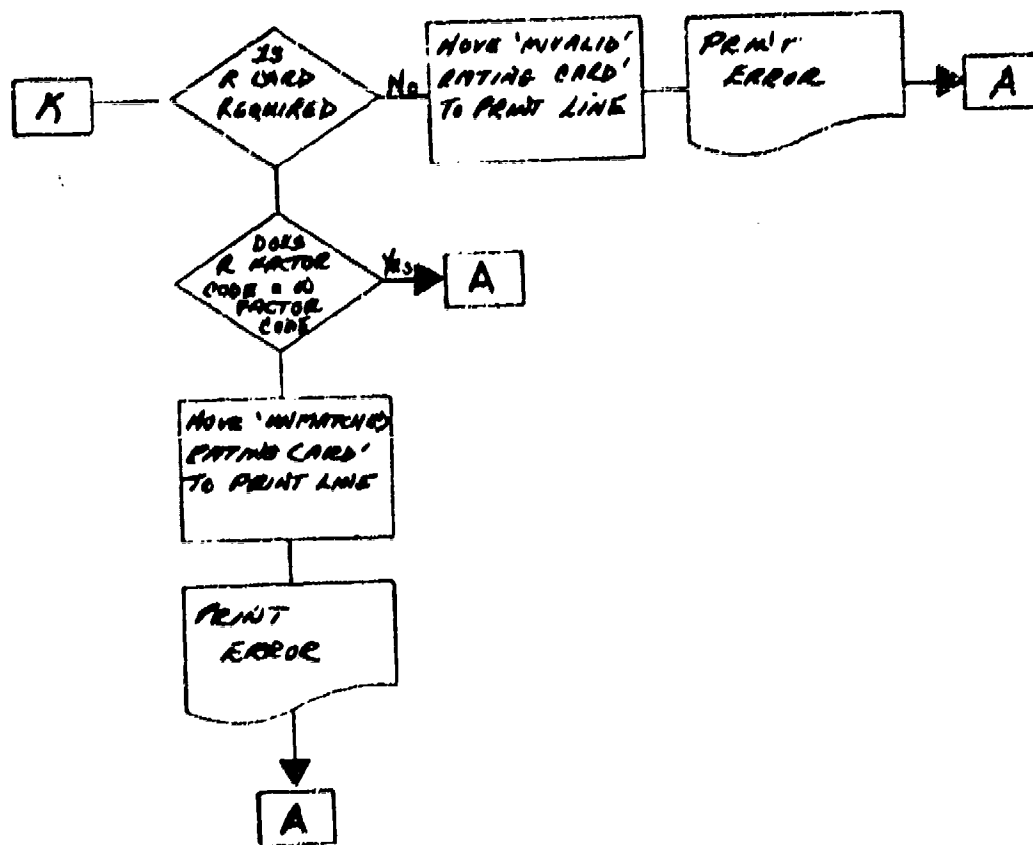 K
IS
R CARD
REQUIRED
No
MOVE 'INVALID'
RATING CARD'
TO PRINT LINE
PRINT
ERROR
A
DOES
R FACTOR
CODE = N
FACTOR
CODE
Yes
A
MOVE 'UNMATCHED
RATING CARD'
TO PRINT LINE
PRINT
ERROR
A